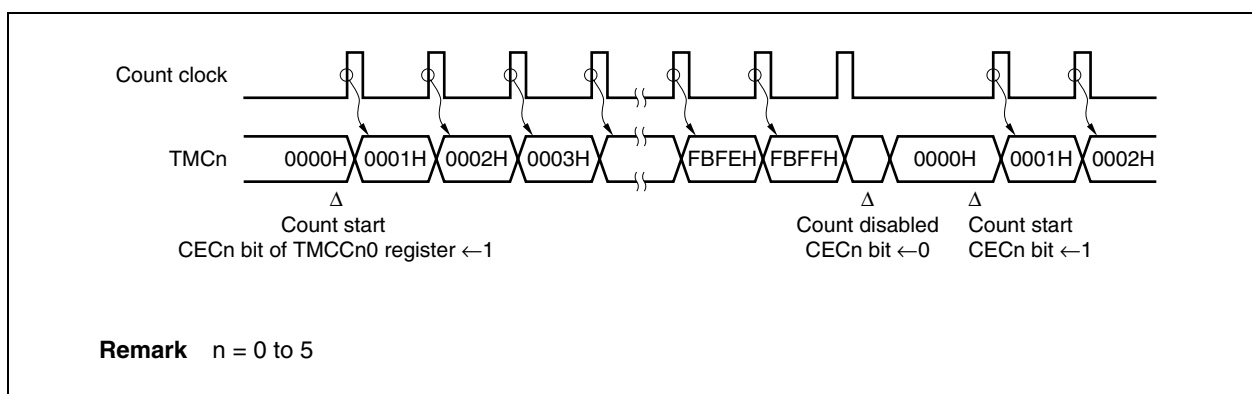 Count clock
TMCn 0000H 0001H 0002H 0003H FBFEH FBFFH 0000H 0001H 0002H
Δ Δ Δ
Count start Count disabled Count start
CECn bit of TMCCn0 register ←1 CECn bit ←0 CECn bit ←1
Remark n = 0 to 5